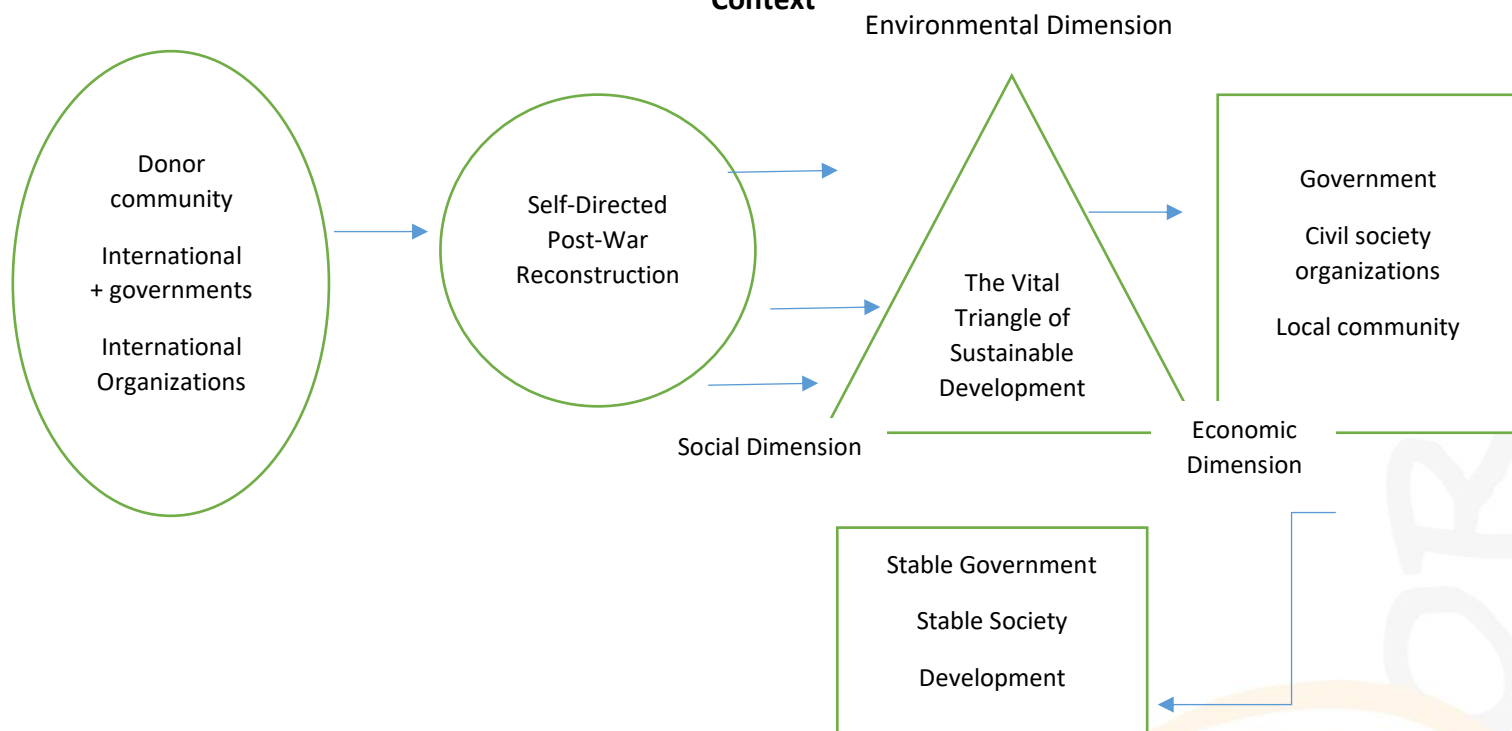 Context
Environmental Dimension
Donor
community
International
+ governments
International
Organizations
Self-Directed
Post-War
Reconstruction
The Vital
Triangle of
Sustainable
Development
Government
Civil society
organizations
Local community
Social Dimension
Economic
Dimension
Stable Government
Stable Society
Development
OR